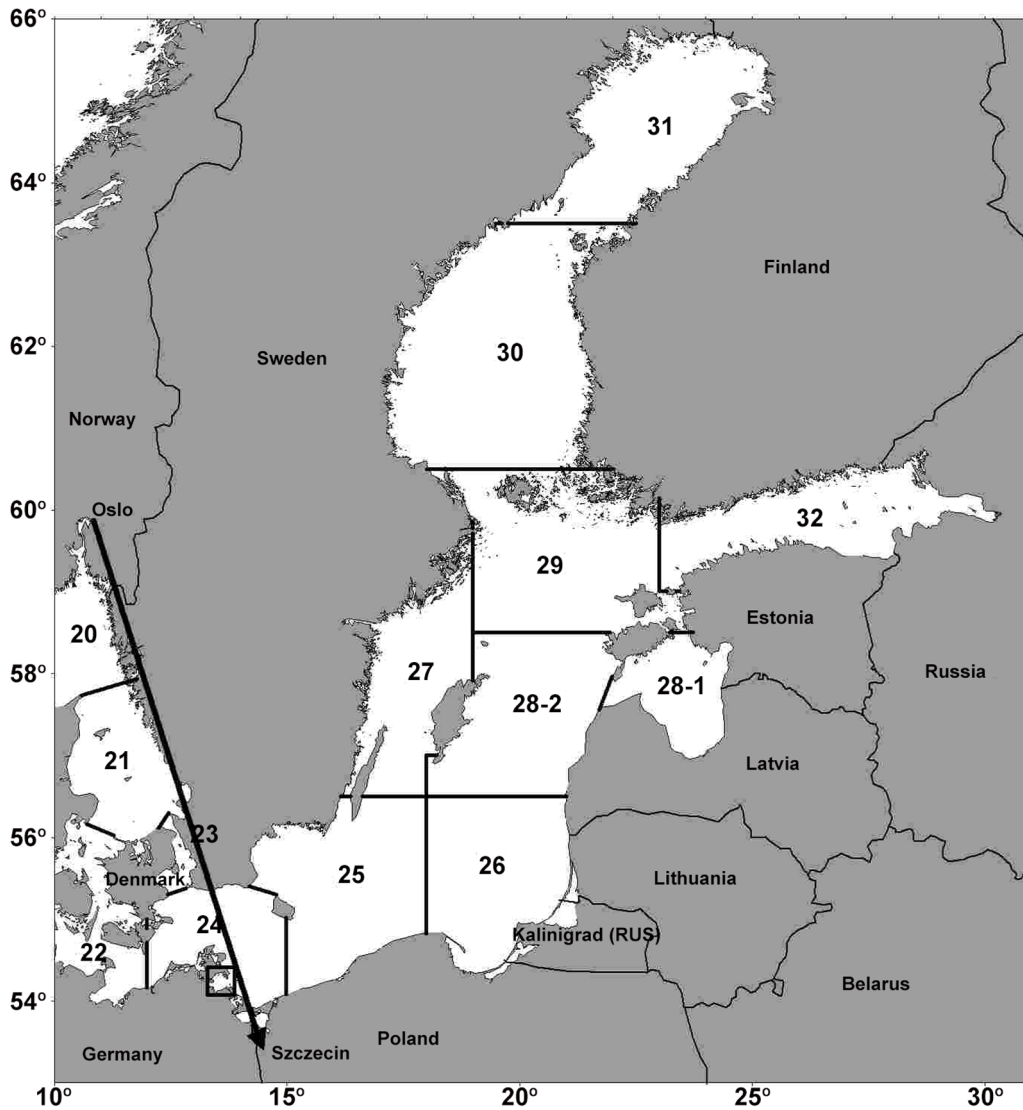 66°
31
64°
Finland
62°
30
Sweden
Norway
60°
Oslo
32
29
Estonia
20
58°
27
28-2
28-1
Russia
21
Latvia
56°
23
25
26
Denmark
Lithuania
24
Kalinigrad (RUS)
22
54°
Belarus
Poland
Germany
Szczecin
10°
15°
20°
25°
30°